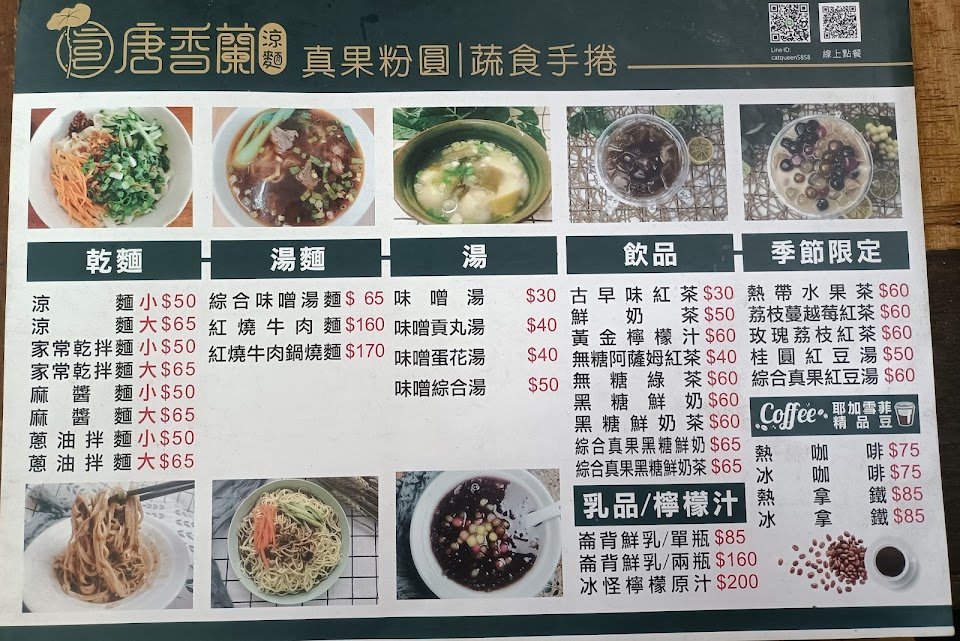 唐香蘭 涼麵
真果粉圓|蔬食手捲
Line ID:
catqueen5858
線上點餐
乾麵
涼麵 小 $50
涼麵 大 $65
家常乾拌麵 小 $50
家常乾拌麵 大 $65
麻醬麵 小 $50
麻醬麵 大 $65
蔥油拌麵 小 $50
蔥油拌麵 大 $65
湯麵
綜合味噌湯麵 $65
紅燒牛肉麵 $160
紅燒牛肉鍋燒麵 $170
湯
味噌湯 $30
味噌貢丸湯 $40
味噌蛋花湯 $40
味噌綜合湯 $50
飲品
古早味紅茶 $30
鮮奶茶 $50
黃金檸檬汁 $60
無糖阿薩姆紅茶 $40
無糖綠茶 $60
黑糖鮮奶 $60
黑糖鮮奶茶 $60
綜合真果黑糖鮮奶 $65
綜合真果黑糖鮮奶茶 $65
乳品/檸檬汁
崙背鮮乳/單瓶 $85
崙背鮮乳/兩瓶 $160
冰怪檸檬原汁 $200
季節限定
熱帶水果茶 $60
荔枝蔓越莓紅茶 $60
玫瑰荔枝紅茶 $60
桂圓紅豆湯 $50
綜合真果紅豆湯 $60
Coffee 耶加雪菲
精品豆
熱咖啡 $75
冰咖啡 $75
熱拿鐵 $85
冰拿鐵 $85